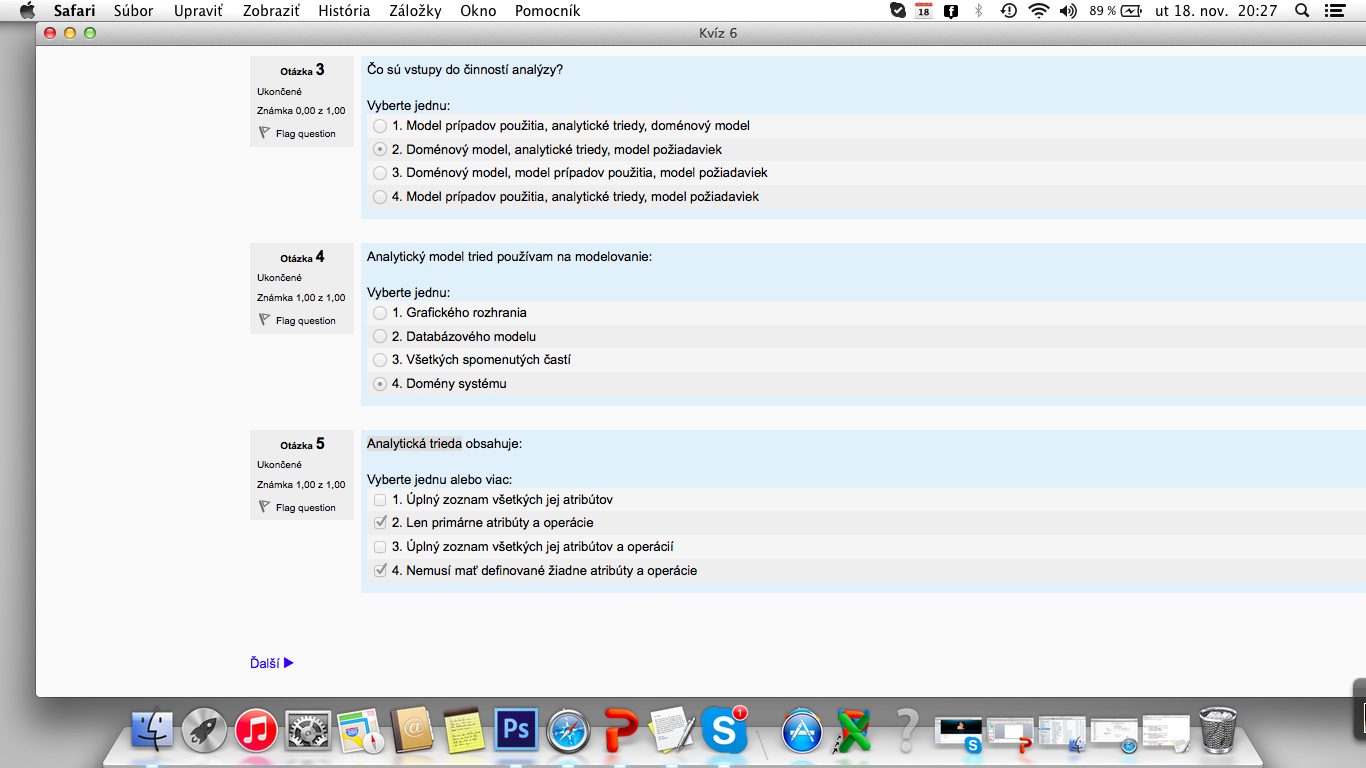 Safari Súbor Upraviť Zobraziť História Záložky Okno Pomocník 18 89 % ut 18. nov. 20:27
Kvíz 6
Otázka 3
Ukončené
Známka 0,00 z 1,00
Flag question
Čo sú vstupy do činností analýzy?
Vyberte jednu:
1. Model prípadov použitia, analytické triedy, doménový model
2. Doménový model, analytické triedy, model požiadaviek
3. Doménový model, model prípadov použitia, model požiadaviek
4. Model prípadov použitia, analytické triedy, model požiadaviek
Otázka 4
Ukončené
Známka 1,00 z 1,00
Flag question
Analytický model tried používam na modelovanie:
Vyberte jednu:
1. Grafického rozhrania
2. Databázového modelu
3. Všetkých spomenutých častí
4. Domény systému
Otázka 5
Ukončené
Známka 1,00 z 1,00
Flag question
Analytická trieda obsahuje:
Vyberte jednu alebo viac:
1. Úplný zoznam všetkých jej atribútov
2. Len primárne atribúty a operácie
3. Úplný zoznam všetkých jej atribútov a operácií
4. Nemusí mať definované žiadne atribúty a operácie
Ďalší
Ps
S 1
?